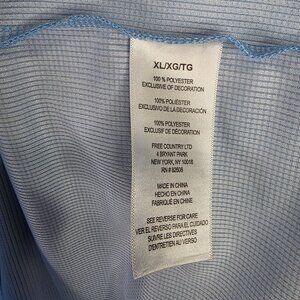 XL/XG/TG
100 % POLYESTER
EXCLUSIVE OF DECORATION
100% POLIÉSTER
EXCLUSIVO DE LA DECORACIÓN
100% POLYESTER
EXCLUSIF DE DÉCORATION
FREE COUNTRY LTD
4 BRYANT PARK
NEW YORK, NY 10018
RN # 82505
MADE IN CHINA
HECHO EN CHINA
FABRIQUÉ EN CHINE
SEE REVERSE FOR CARE
VER EL REVERSO PARA EL CUIDADO
SUIVRE LES DIRECTIVES
D'ENTRETIEN AU VERSO